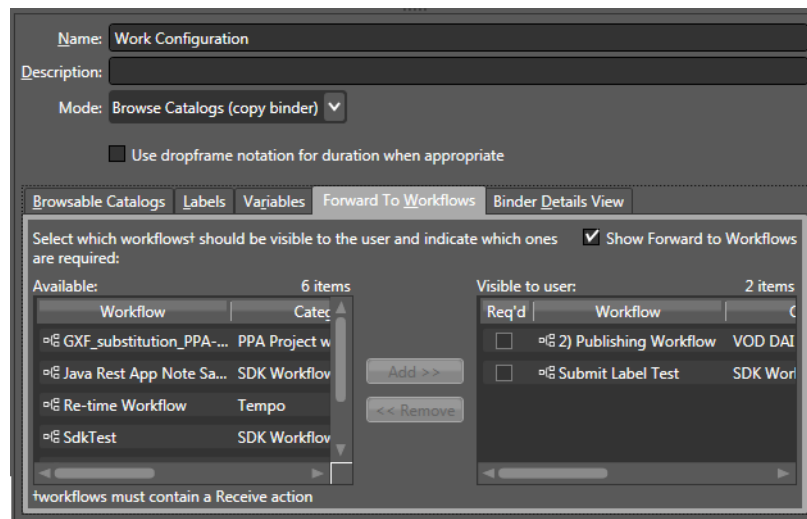 Name: Work Configuration
Description:
Mode: Browse Catalogs (copy binder)
Use dropframe notation for duration when appropriate
Browsable Catalogs Labels Variables Forward To Workflows Binder Details View
Select which workflows† should be visible to the user and indicate which ones
are required:
Show Forward to Workflows
Available: 6 items
Workflow Categ
GXF_substitution_PPA-... PPA Project w
Java Rest App Note Sa... SDK Workflow
Re-time Workflow Tempo
SdkTest SDK Workflow
Add >>
<< Remove
Visible to user: 2 items
Req'd Workflow C
2) Publishing Workflow VOD DAI
Submit Label Test SDK Worl
†workflows must contain a Receive action